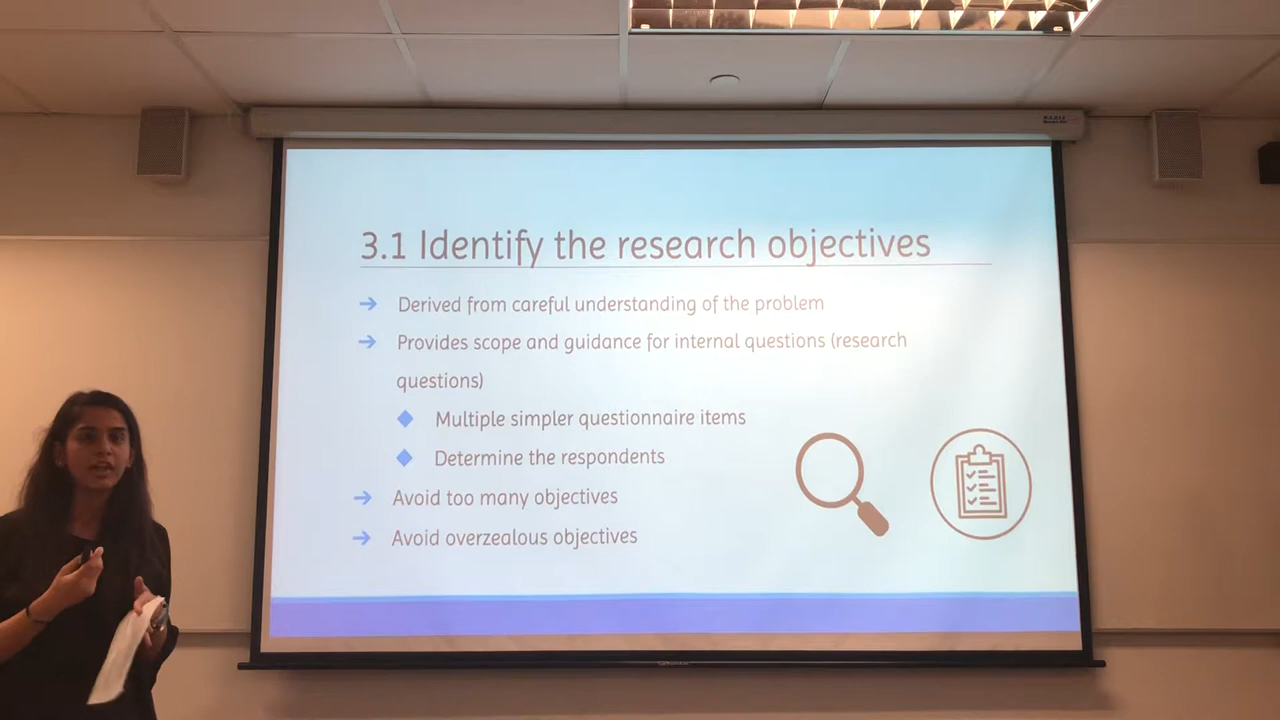 3.1 Identify the research objectives
➔ Derived from careful understanding of the problem
➔ Provides scope and guidance for internal questions (research
questions)
◆ Multiple simpler questionnaire items
◆ Determine the respondents
➔ Avoid too many objectives
➔ Avoid overzealous objectives